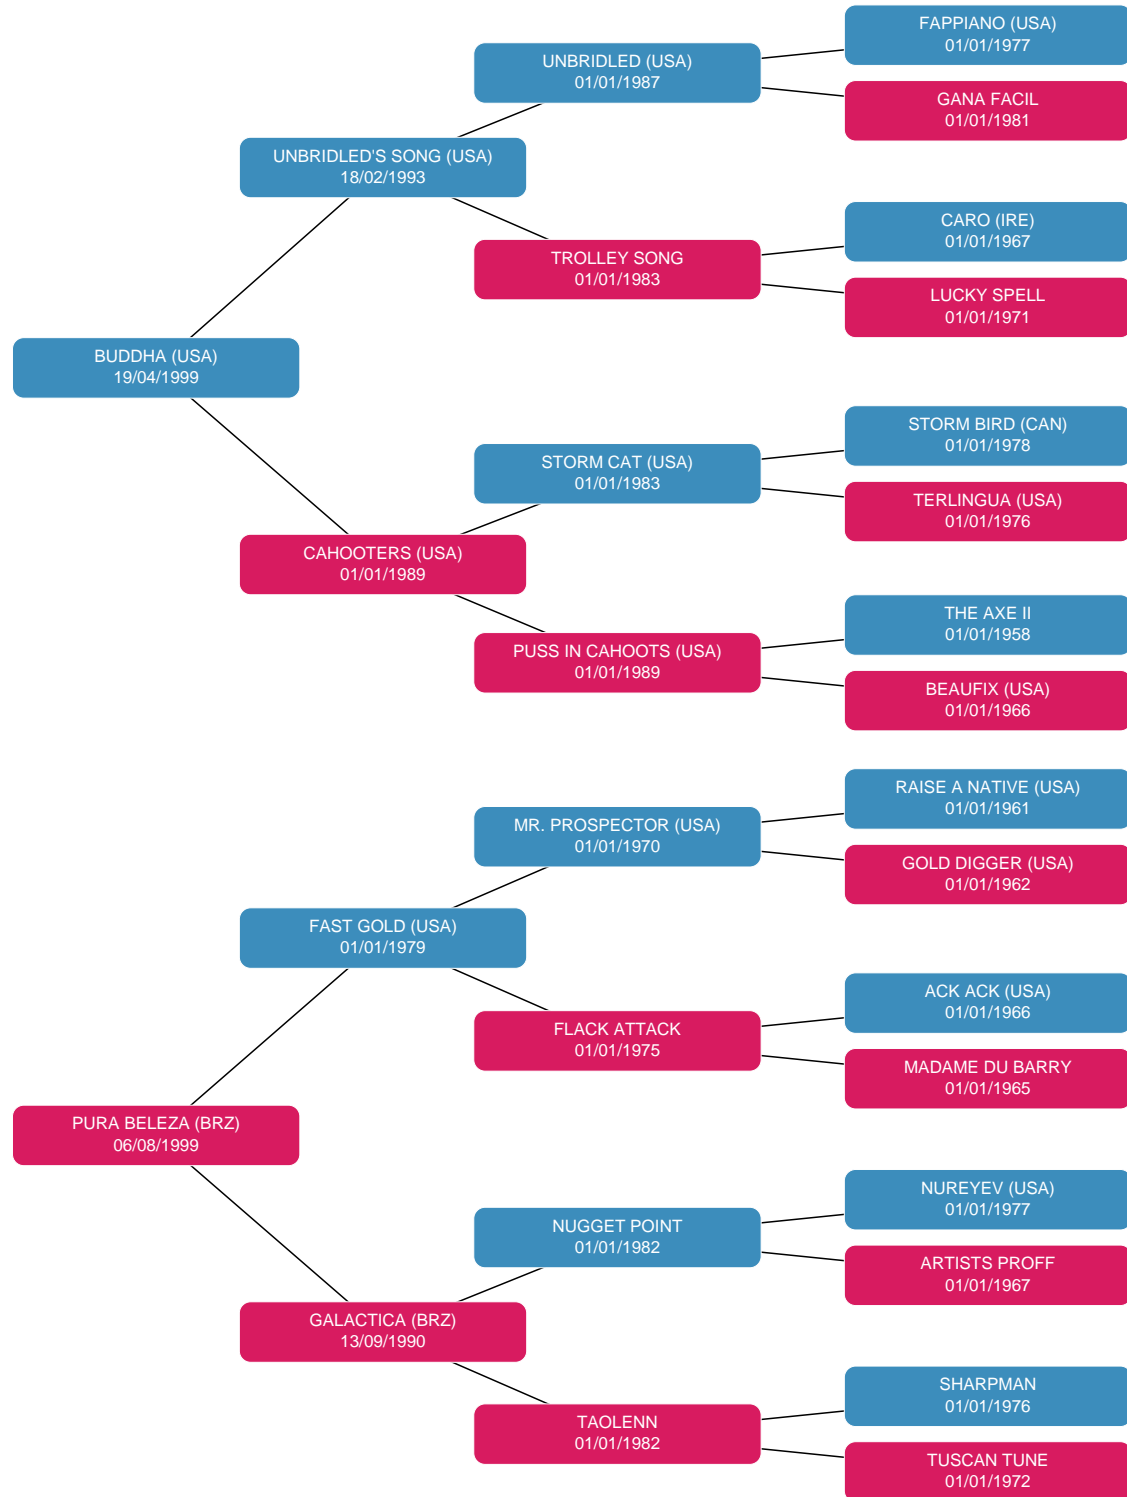 FAPPIANO (USA)
01/01/1977
UNBRIDLED (USA)
01/01/1987
GANA FACIL
01/01/1981
UNBRIDLED'S SONG (USA)
18/02/1993
CARO (IRE)
01/01/1967
TROLLEY SONG
01/01/1983
LUCKY SPELL
01/01/1971
BUDDHA (USA)
19/04/1999
STORM BIRD (CAN)
01/01/1978
STORM CAT (USA)
01/01/1983
TERLINGUA (USA)
01/01/1976
CAHOOTERS (USA)
01/01/1989
THE AXE II
01/01/1958
PUSS IN CAHOOTS (USA)
01/01/1989
BEAUFIX (USA)
01/01/1966
RAISE A NATIVE (USA)
01/01/1961
MR. PROSPECTOR (USA)
01/01/1970
GOLD DIGGER (USA)
01/01/1962
FAST GOLD (USA)
01/01/1979
ACK ACK (USA)
01/01/1966
FLACK ATTACK
01/01/1975
MADAME DU BARRY
01/01/1965
PURA BELEZA (BRZ)
06/08/1999
NUREYEV (USA)
01/01/1977
NUGGET POINT
01/01/1982
ARTISTS PROFF
01/01/1967
GALACTICA (BRZ)
13/09/1990
SHARPMAN
01/01/1976
TAOLENN
01/01/1982
TUSCAN TUNE
01/01/1972